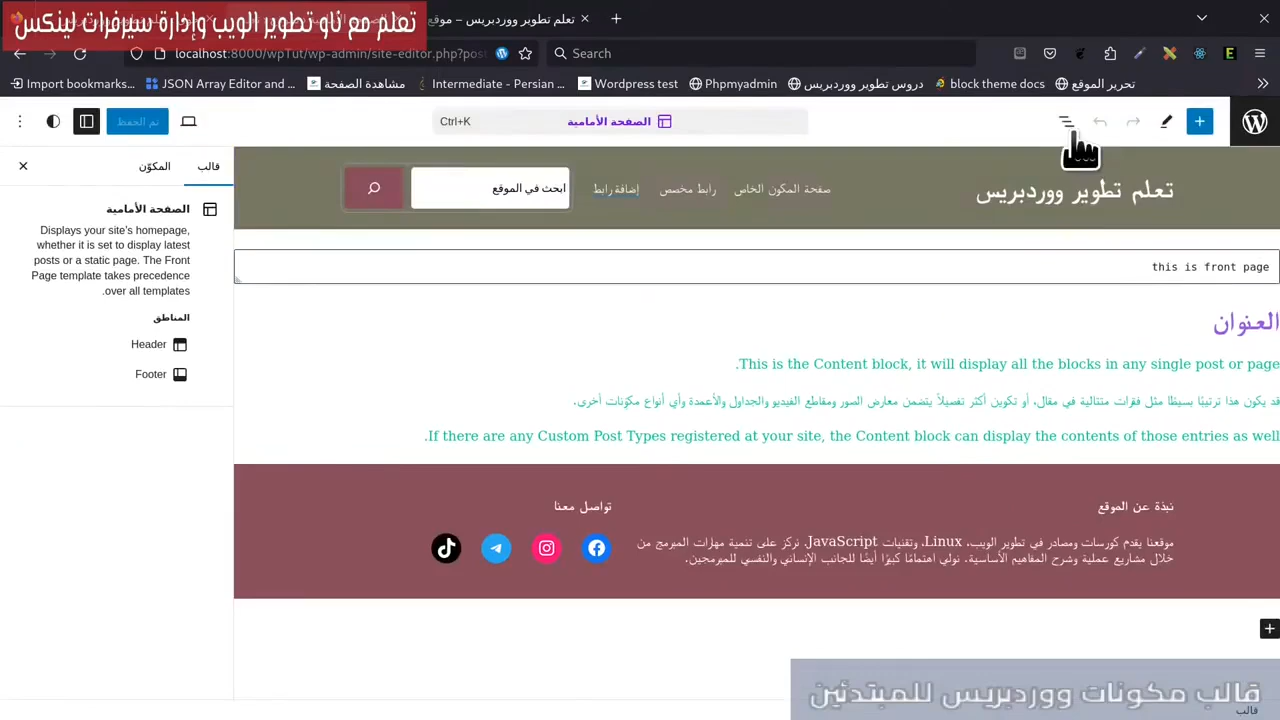 تعلم مع ناو تطوير الويب وإدارة سيرفرات لينكس
تعلم تطوير ووردبريس – موقع
localhost:8000/wpTut/wp-admin/site-editor.php?post
Search
Import bookmarks...
JSON Array Editor and ...
مشاهدة الصفحة
Intermediate - Persian ...
Wordpress test
Phpmyadmin
دروس تطوير ووردبريس
block theme docs
تحرير الموقع
تم الحفظ
Ctrl+K
الصفحة الأمامية
قالب
المكوّن
الصفحة الأمامية
Displays your site's homepage,
whether it is set to display latest
posts or a static page. The Front
Page template takes precedence
over all templates.
المناطق
Header
Footer
تعلم تطوير ووردبريس
صفحة المكون الخاص
رابط مخصص
إضافة رابط
ابحث في الموقع
this is front page
العنوان
This is the Content block, it will display all the blocks in any single post or page.
قد يكون هذا ترتيبًا بسيطًا مثل فقرات متتالية في مقال، أو تكوين أكثر تفصيلاً يتضمن معارض الصور ومقاطع الفيديو والجداول والأعمدة وأي أنواع مكوّنات أخرى.
If there are any Custom Post Types registered at your site, the Content block can display the contents of those entries as well.
نبذة عن الموقع
موقعنا يقدم كورسات ومصادر في تطوير الويب، Linux، وتقنيات JavaScript. نركز على تنمية مهارات المبرمج من
خلال مشاريع عملية وشرح المفاهيم الأساسية. نولي اهتمامًا كبيرًا أيضًا للجانب الإنساني والنفسي للمبرمجين.
تواصل معنا
قالب مكونات ووردبريس للمبتدئين
قالب